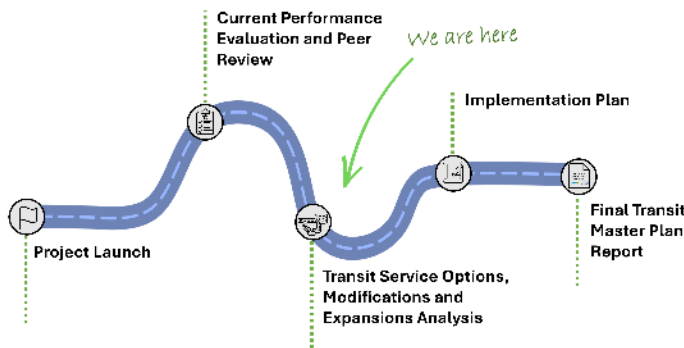 Current Performance
Evaluation and Peer
Review
We are here
Implementation Plan
Project Launch
Final Transit
Master Plan
Report
Transit Service Options,
Modifications and
Expansions Analysis